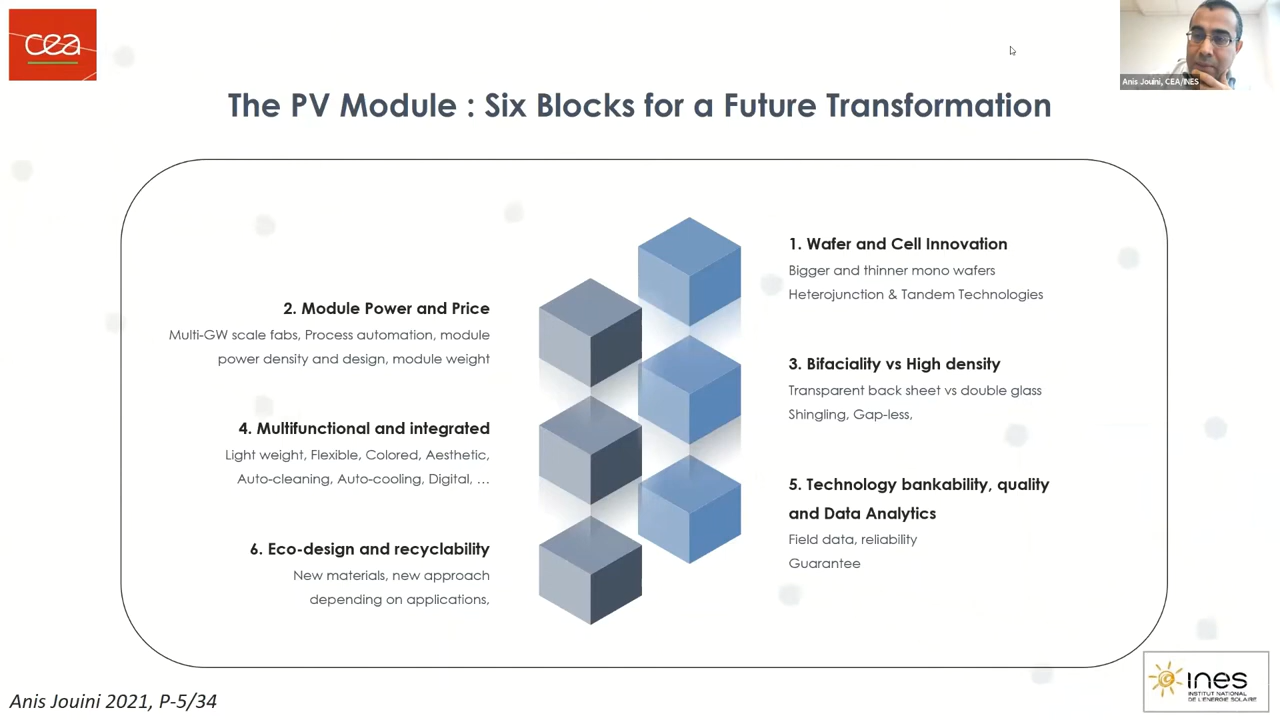 cea
Anis Jouini, CEA/INES
The PV Module : Six Blocks for a Future Transformation
1. Wafer and Cell Innovation
Bigger and thinner mono wafers
Heterojunction & Tandem Technologies
2. Module Power and Price
Multi-GW scale fabs, Process automation, module
power density and design, module weight
3. Bifaciality vs High density
Transparent back sheet vs double glass
Shingling, Gap-less,
4. Multifunctional and integrated
Light weight, Flexible, Colored, Aesthetic,
Auto-cleaning, Auto-cooling, Digital, …
5. Technology bankability, quality
and Data Analytics
Field data, reliability
Guarantee
6. Eco-design and recyclability
New materials, new approach
depending on applications,
Anis Jouini 2021, P-5/34
ines
INSTITUT NATIONAL
DE L'ÉNERGIE SOLAIRE